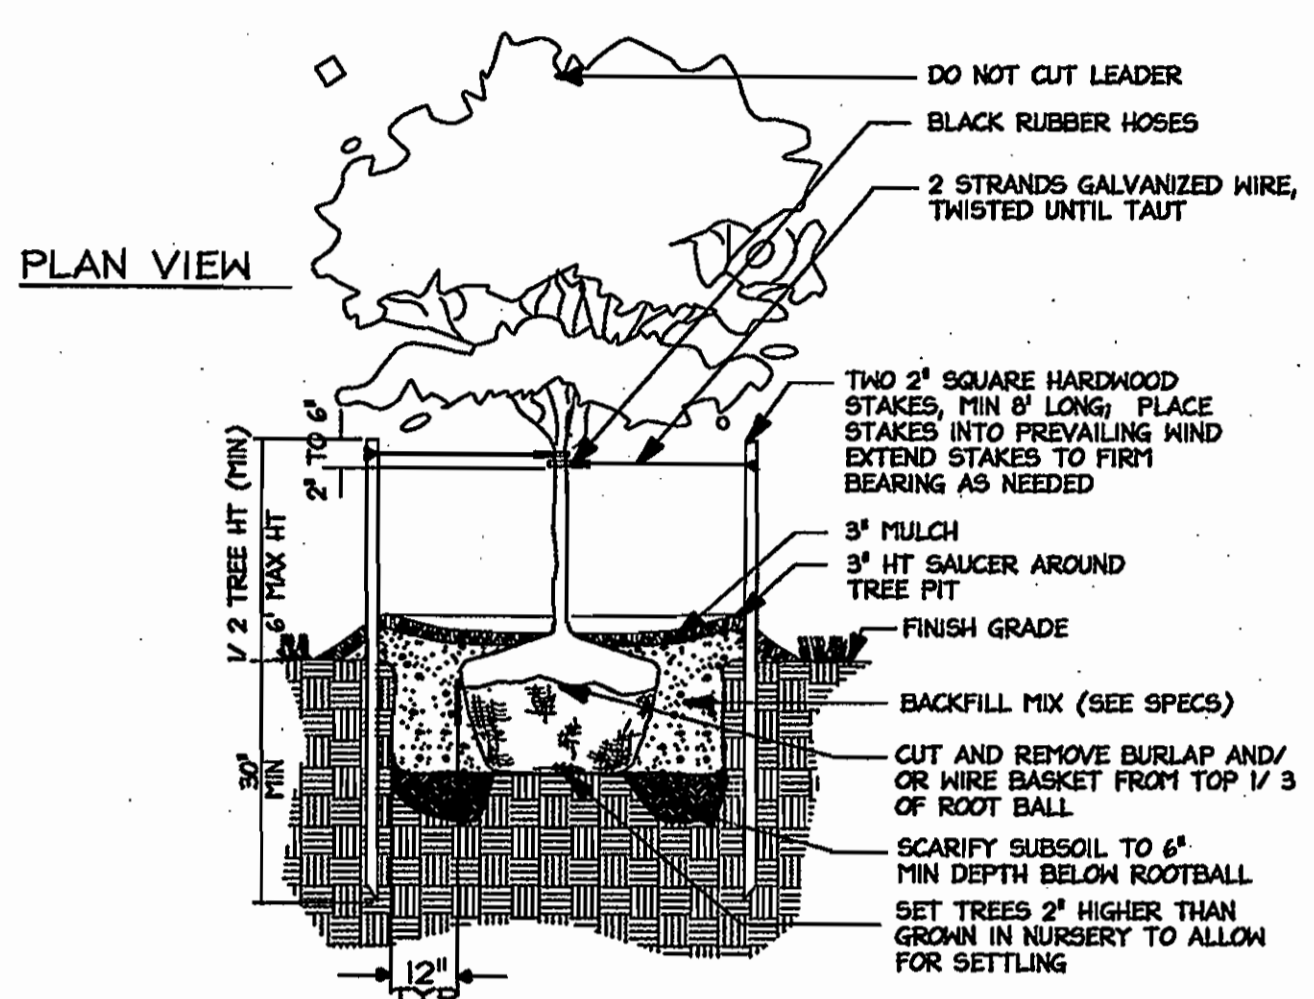 DO NOT CUT LEADER
BLACK RUBBER HOSES
2 STRANDS GALVANIZED WIRE,
TWISTED UNTIL TAUT
PLAN VIEW
TWO 2" SQUARE HARDWOOD
STAKES, MIN 8' LONG; PLACE
STAKES INTO PREVAILING WIND
EXTEND STAKES TO FIRM
BEARING AS NEEDED
2" TO 6"
1/2 TREE HT (MIN)
6' MAX HT
3" MULCH
3" HT SAUCER AROUND
TREE PIT
FINISH GRADE
BACKFILL MIX (SEE SPECS)
30"
MIN
CUT AND REMOVE BURLAP AND/
OR WIRE BASKET FROM TOP 1/3
OF ROOT BALL
SCARIFY SUBSOIL TO 6"
MIN DEPTH BELOW ROOTBALL
SET TREES 2" HIGHER THAN
GROWN IN NURSERY TO ALLOW
FOR SETTLING
12"
TYP